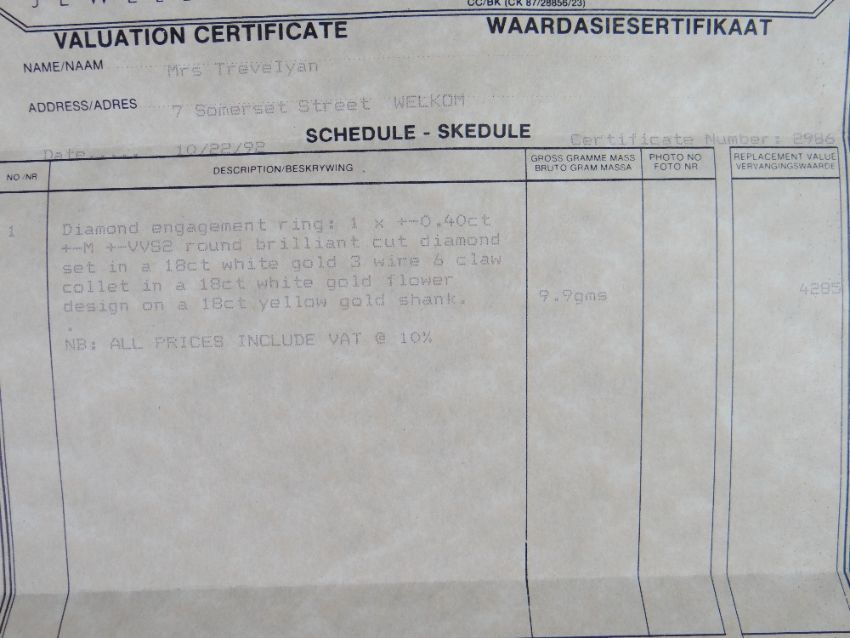 CC/BK (CK 87/28856/23)
VALUATION CERTIFICATE WAARDASIESERTIFIKAAT
NAME/NAAM Mrs Trevelyan
ADDRESS/ADRES 7 Somerset Street WELKOM
SCHEDULE - SKEDULE
Date..... 10/22/92 Certificate Number: 2986
NO/NR DESCRIPTION/BESKRYWING GROSS GRAMME MASS BRUTO GRAM MASSA PHOTO NO FOTO NR REPLACEMENT VALUE VERVANGINGSWAARDE
1 Diamond engagement ring: 1 x +-0.40ct
+-M +-VVS2 round brilliant cut diamond
set in a 18ct white gold 3 wire 6 claw
collet in a 18ct white gold flower
design on a 18ct yellow gold shank. 9.9gms 4285
.
NB: ALL PRICES INCLUDE VAT @ 10%